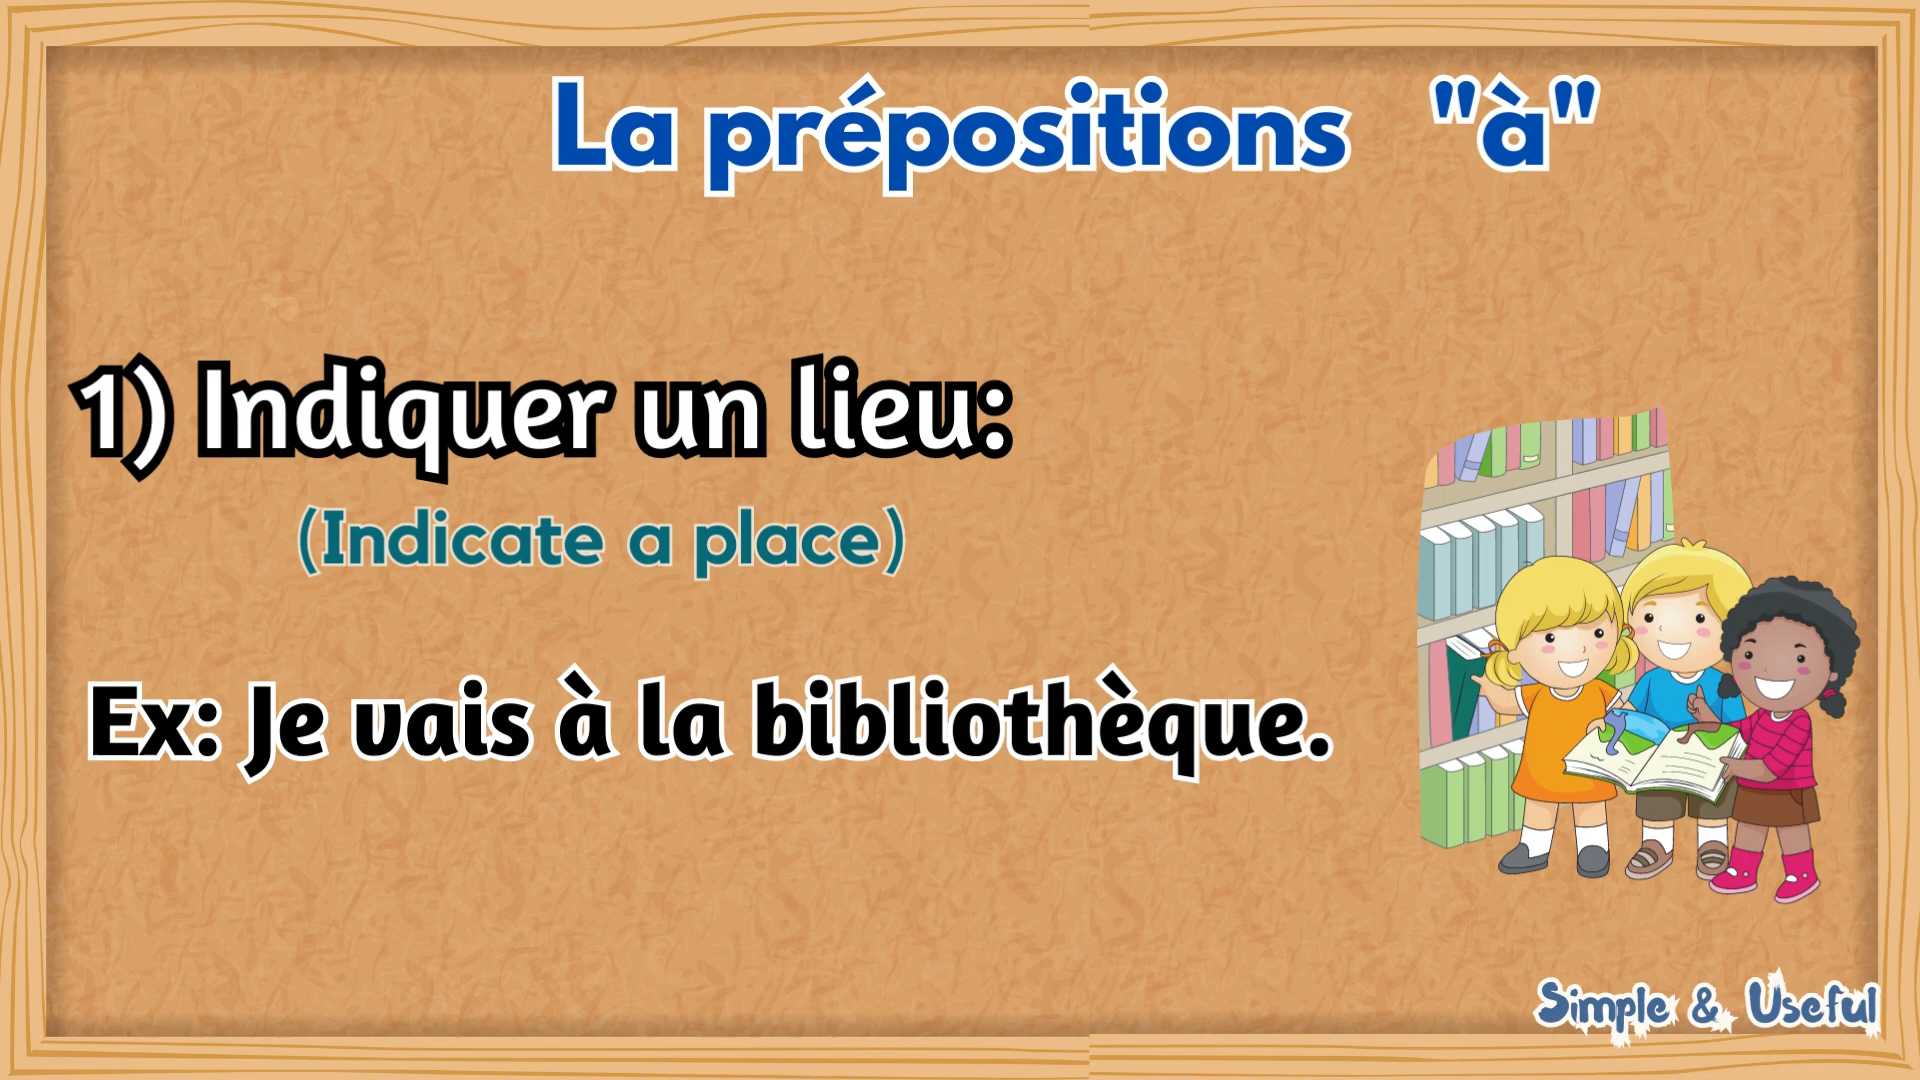 La prépositions "à"
1) Indiquer un lieu:
(Indicate a place)
Ex: Je vais à la bibliothèque.
Simple & Useful